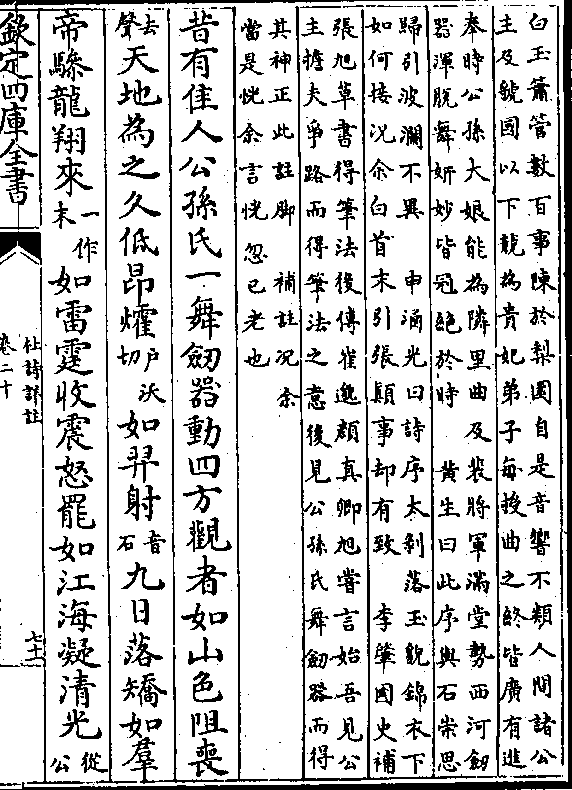 白玉簫管數百事陳於梨園自是音響不類人間諸公
主及虢國以下競為貴妃弟子每授曲之終皆廣有進
奉時公孫大娘能為隣里曲及裴將軍滿堂勢西河劒
器渾脱舞妍妙皆冠絶於時　黃生曰此序與石崇思
歸引波瀾不異　申涵光曰詩序太剥落玉貌錦衣下
如何接况余白首末引張顛事却有致　李肇國史補
張旭草書得筆法後傳崔邈顔真卿旭嘗言始吾見公
主擔夫爭路而得筆法之意後見公孫氏舞劒器而得
其神正此註脚　補註况余
當是恍余言恍忽已老也
昔有佳人公孫氏一舞劒器動四方觀者如山色阻喪
去聲天地為之久低昂㸌户沃切如羿射音石九日落矯如羣
帝驂龍翔來一作末如雷霆收震怒罷如江海凝清光從公
欽定四庫全書
杜詩詳註
卷二十
七十一